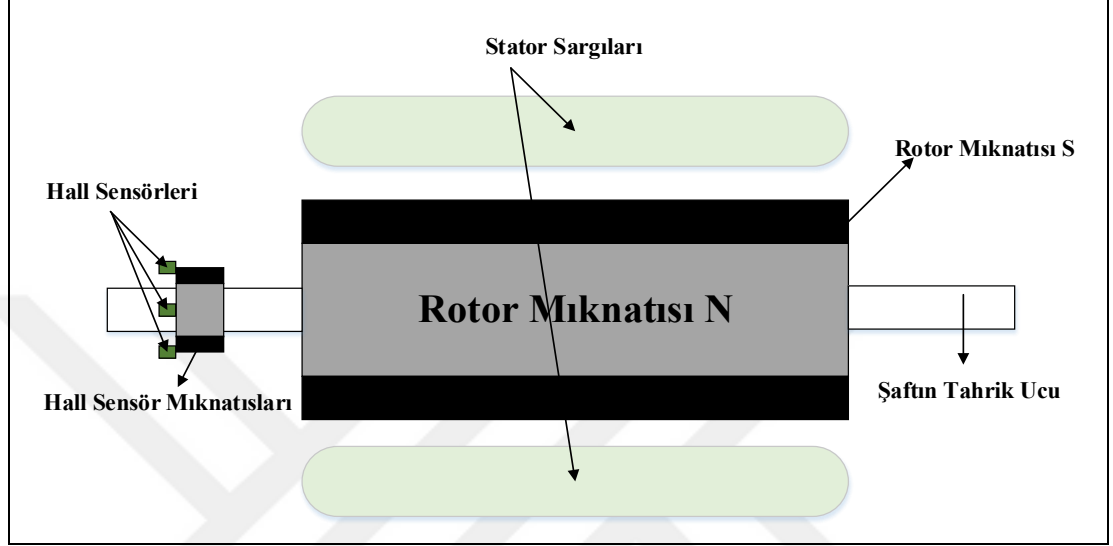 Stator Sargıları
Rotor Mıknatısı S
Hall Sensörleri
Rotor Mıknatısı N
Hall Sensör Mıknatısları
Şaftın Tahrik Ucu